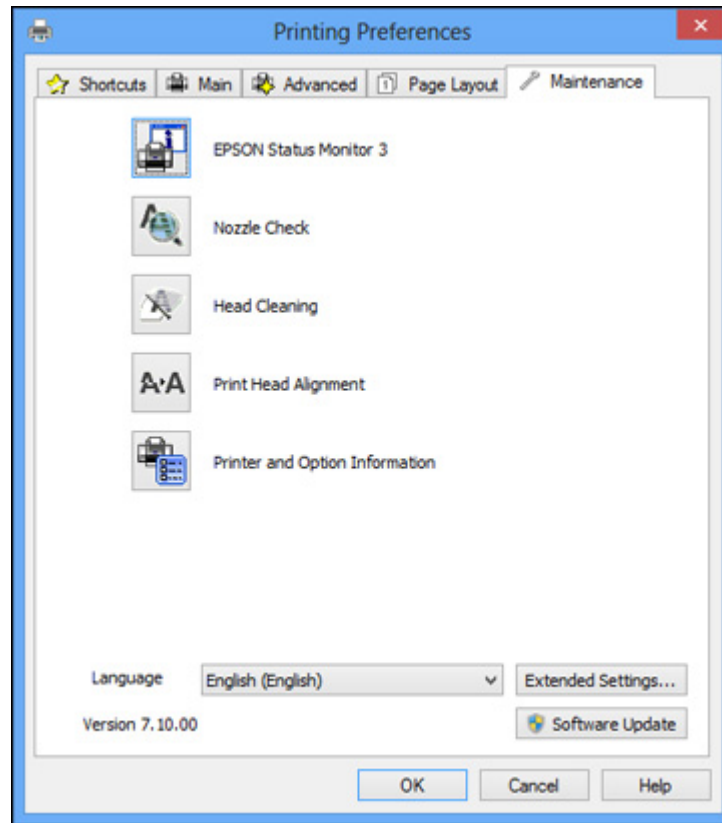 Printing Preferences
Shortcuts Main Advanced 1 Page Layout Maintenance
EPSON Status Monitor 3
Nozzle Check
Head Cleaning
A·A Print Head Alignment
Printer and Option Information
Language English (English) Extended Settings...
Version 7.10.00 Software Update
OK Cancel Help